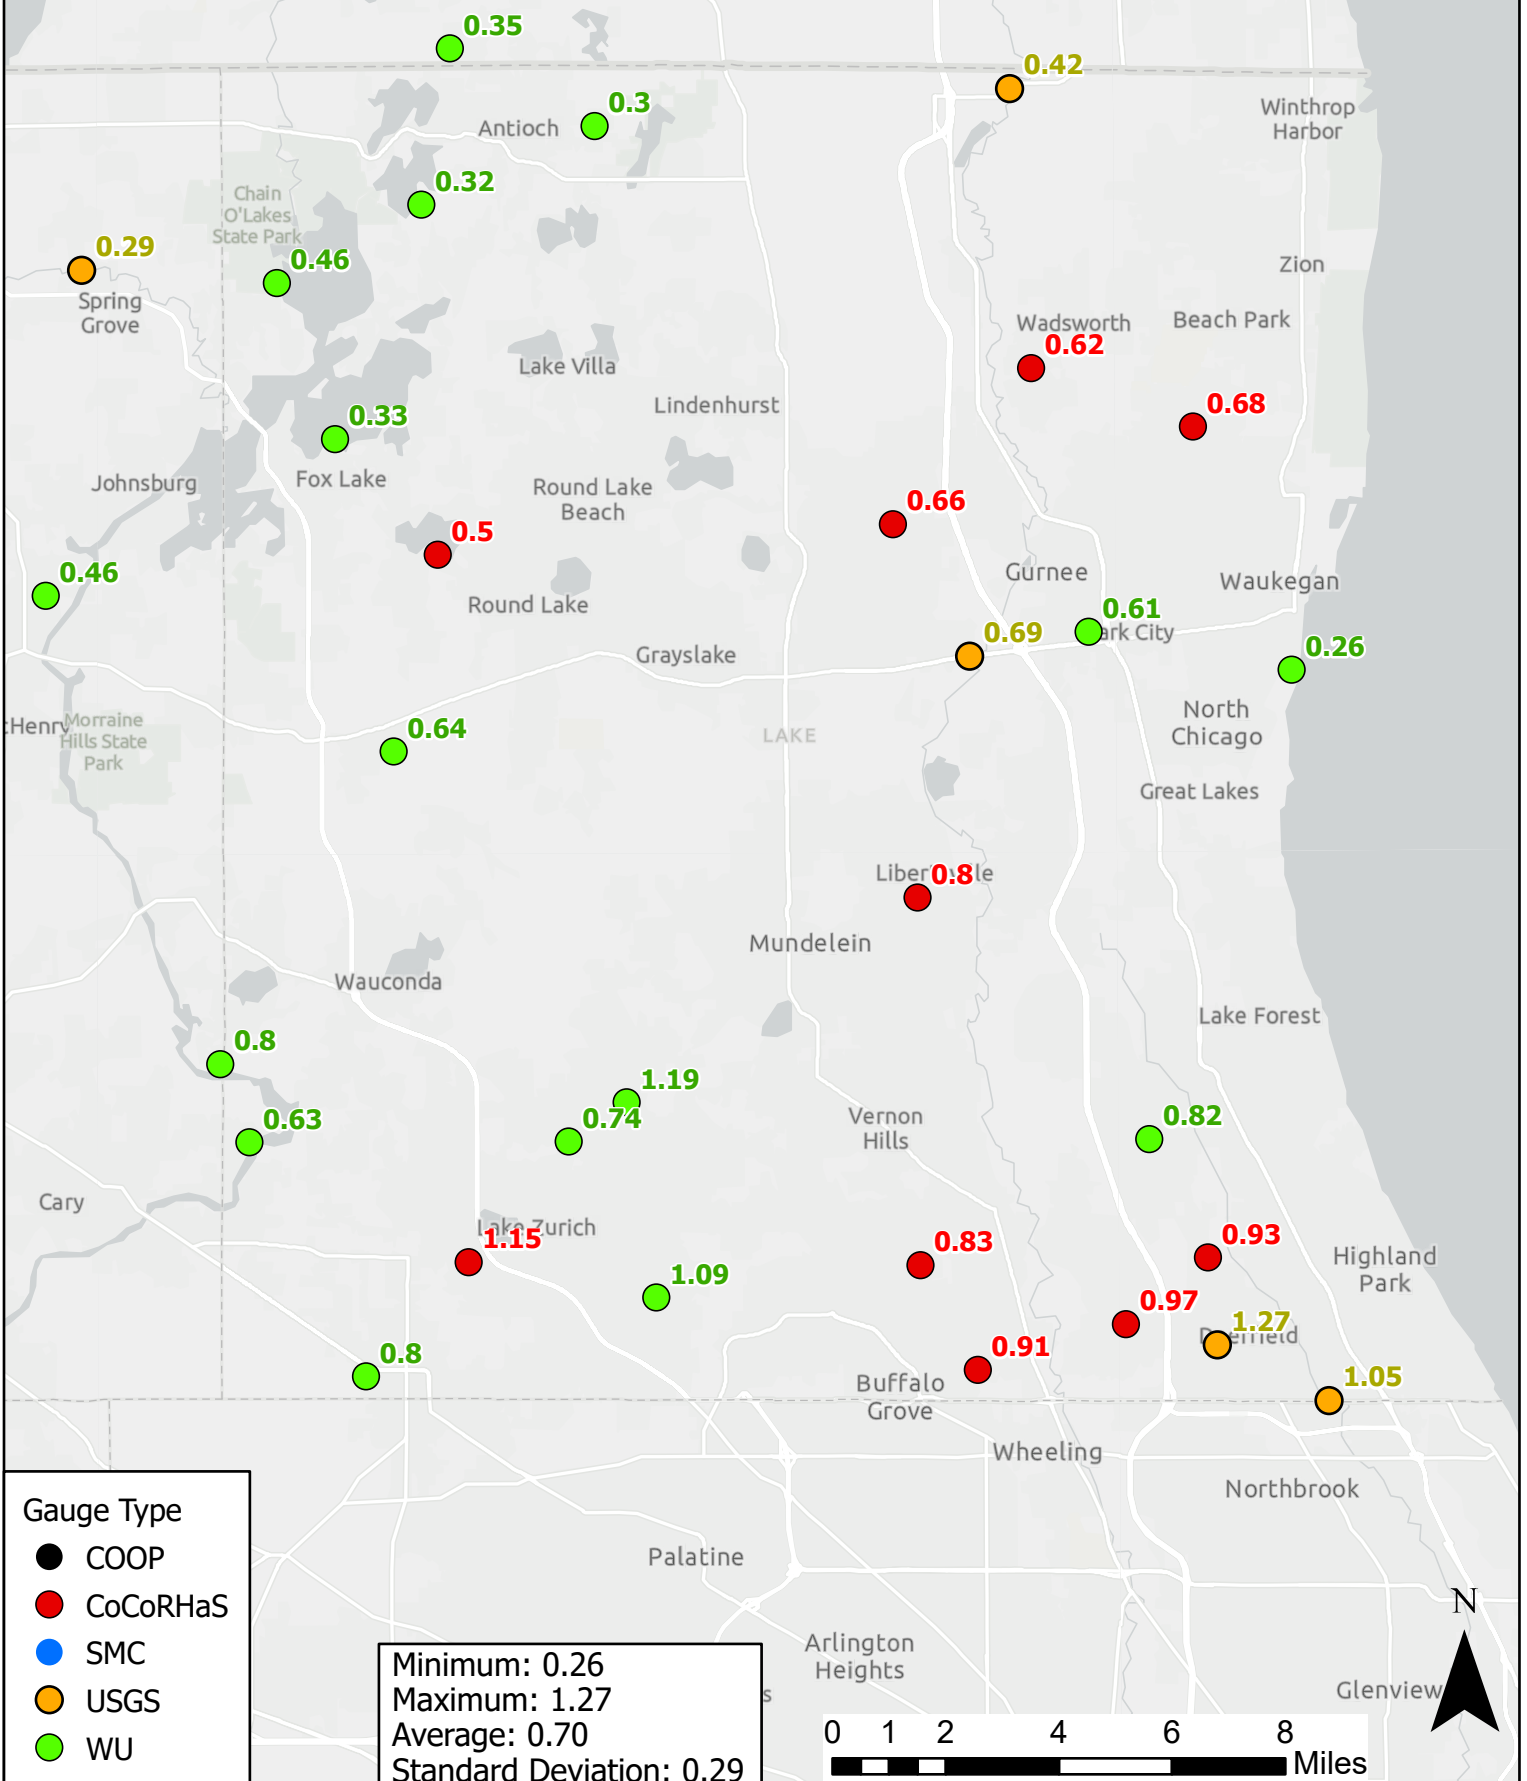 0.35
0.42
0.3
Antioch
Winthrop
Harbor
0.32
Chain
O'Lakes
State Park
0.29
0.46
Zion
Spring
Grove
Wadsworth
Beach Park
0.62
Lake Villa
0.68
Lindenhurst
0.33
Fox Lake
Johnsburg
Round Lake
Beach
0.66
0.5
0.46
Gurnee
Waukegan
Round Lake
0.61
ark City
0.69
0.26
Grayslake
North
Chicago
Henry
Morraine
Hills State
Park
0.64
LAKE
Great Lakes
0.8
Mundelein
Wauconda
Lake Forest
0.8
1.19
0.63
0.74
Vernon
Hills
0.82
Cary
Lake Zurich
1.15
0.83
0.93
Highland
Park
1.09
0.97
1.27
0.91
0.8
1.05
Buffalo
Grove
Wheeling
Northbrook
Palatine
Arlington
Heights
Glenview
s
Gauge Type
COOP
CoCoRHaS
SMC
USGS
WU
Minimum: 0.26
Maximum: 1.27
Average: 0.70
Standard Deviation: 0.29
0 1 2 4 6 8
Miles
N